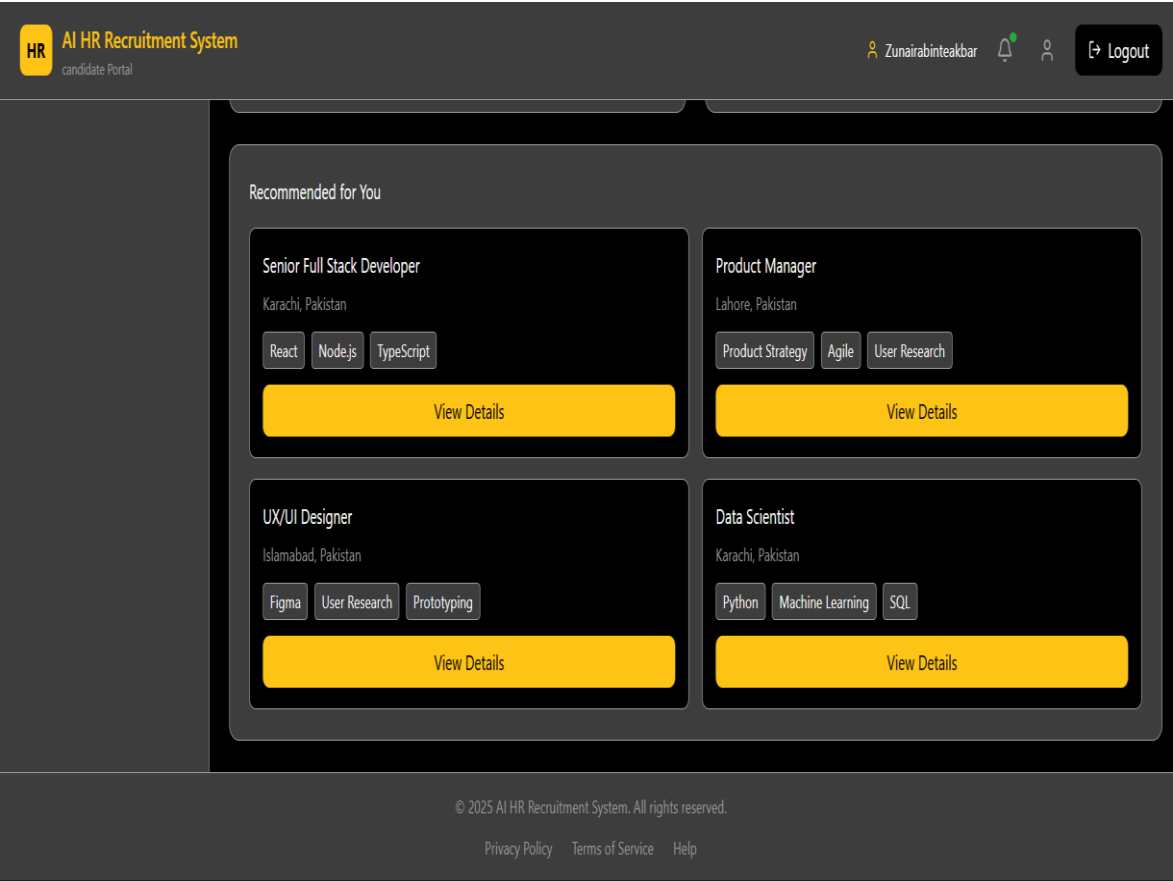 HR
AI HR Recruitment System
candidate Portal
Zunairabinteakbar
Logout
Recommended for You
Senior Full Stack Developer
Karachi, Pakistan
React Node.js TypeScript
View Details
Product Manager
Lahore, Pakistan
Product Strategy Agile User Research
View Details
UX/UI Designer
Islamabad, Pakistan
Figma User Research Prototyping
View Details
Data Scientist
Karachi, Pakistan
Python Machine Learning SQL
View Details
© 2025 AI HR Recruitment System. All rights reserved.
Privacy Policy Terms of Service Help